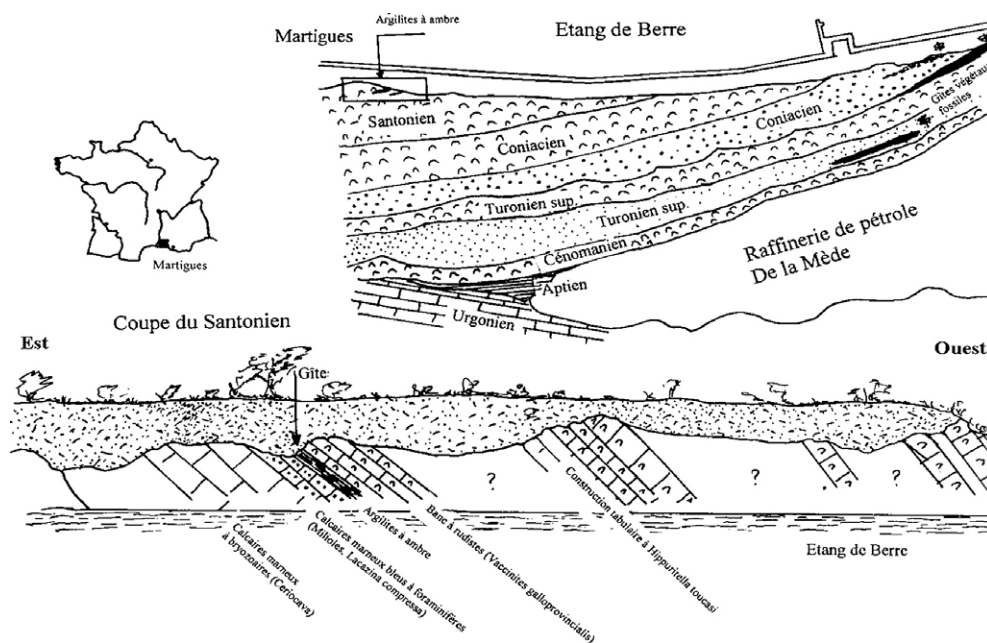 Argilites à ambre
Martigues
Etang de Berre
Santonien
Coniacien
Coniacien
Gîtes végétaux
fossiles
Turonien sup
Turonien sup
Cénomanien
Aptien
Urgonien
Raffinerie de pétrole
De la Mède
Martigues
Coupe du Santonien
Est
Ouest
Gîte
?
?
?
Calcaires marneux
à bryozoaires (Ceriocava)
Calcaires marneux bleus à foraminifères
(Milioles, Lacazina compressa)
Argilites à ambre
Banc à rudistes (Vaccinites galloprovincialis)
Construction tabulaire à Hippuritella toucasi
Etang de Berre